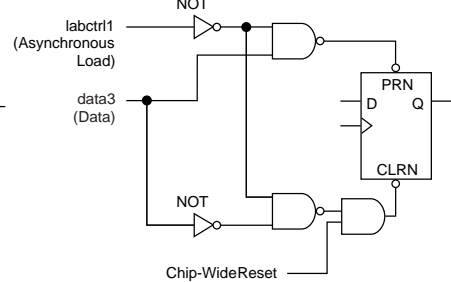 NOT
labctrl1
(Asynchronous
Load)
PRN
data3
(Data)
D
Q
CLRN
NOT
Chip-WideReset